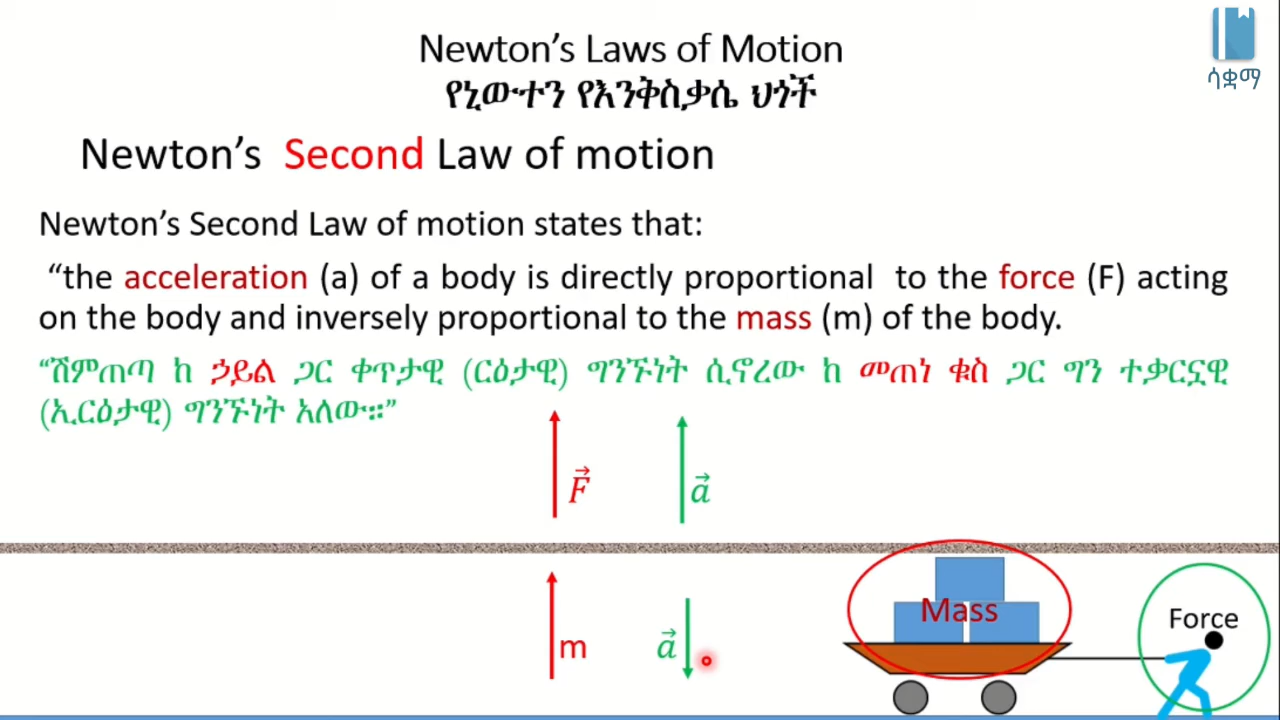 Newton’s Laws of Motion
የኒውተን የእንቅስቃሴ ህጎች
ሳቋማ
Newton’s Second Law of motion
Newton’s Second Law of motion states that:
“the acceleration (a) of a body is directly proportional to the force (F) acting
on the body and inversely proportional to the mass (m) of the body.
“ሽምጠጣ ከ ኃይል ጋር ቀጥታዊ (ርዕታዊ) ግንኙነት ሲኖረው ከ መጠነ ቁስ ጋር ግን ተቃርኗዊ
(ኢርዕታዊ) ግንኙነት አለው።”
F⃗ a⃗
Mass
Force
m a⃗